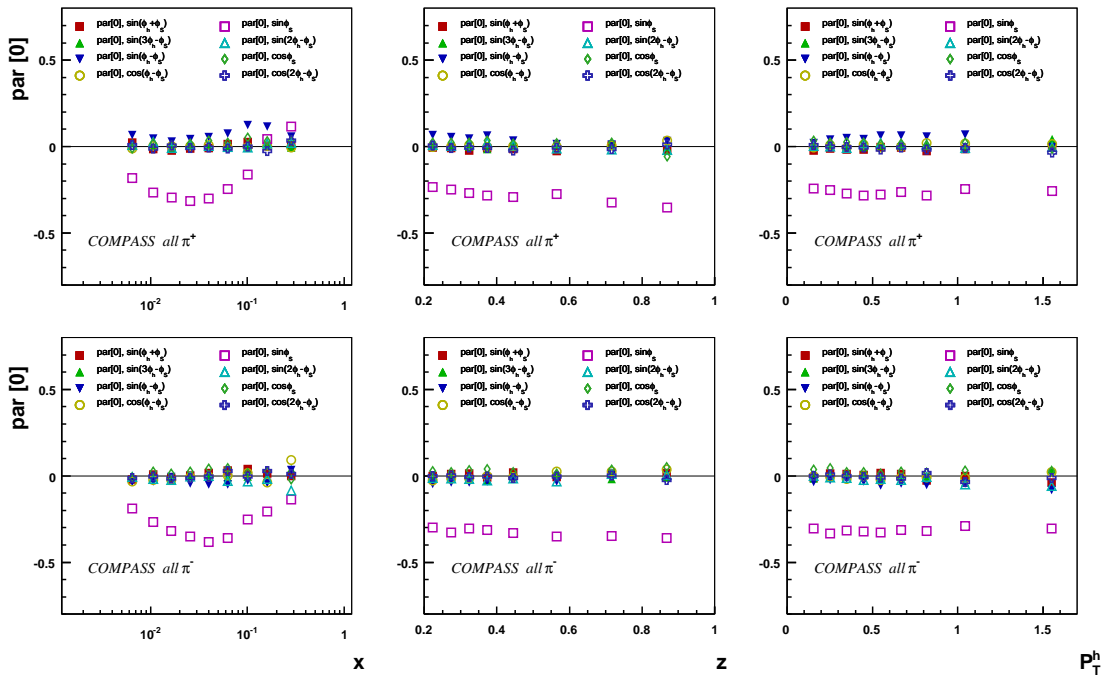 par[0], sin(ϕh+ϕS) par[0], sinϕS
par[0], sin(3ϕh-ϕS) par[0], sin(2ϕh-ϕS)
par[0], sin(ϕh-ϕS) par[0], cosϕS
par[0], cos(ϕh-ϕS) par[0], cos(2ϕh-ϕS)
par [0]
0.5
0
-0.5
COMPASS all π+
10-2 10-1 1
par[0], sin(ϕh+ϕS) par[0], sinϕS
par[0], sin(3ϕh-ϕS) par[0], sin(2ϕh-ϕS)
par[0], sin(ϕh-ϕS) par[0], cosϕS
par[0], cos(ϕh-ϕS) par[0], cos(2ϕh-ϕS)
0.5
0
-0.5
COMPASS all π+
0.2 0.4 0.6 0.8 1
par[0], sin(ϕh+ϕS) par[0], sinϕS
par[0], sin(3ϕh-ϕS) par[0], sin(2ϕh-ϕS)
par[0], sin(ϕh-ϕS) par[0], cosϕS
par[0], cos(ϕh-ϕS) par[0], cos(2ϕh-ϕS)
0.5
0
-0.5
COMPASS all π+
0 0.5 1 1.5
par[0], sin(ϕh+ϕS) par[0], sinϕS
par[0], sin(3ϕh-ϕS) par[0], sin(2ϕh-ϕS)
par[0], sin(ϕh-ϕS) par[0], cosϕS
par[0], cos(ϕh-ϕS) par[0], cos(2ϕh-ϕS)
par [0]
0.5
0
-0.5
COMPASS all π-
10-2 10-1 1
x
par[0], sin(ϕh+ϕS) par[0], sinϕS
par[0], sin(3ϕh-ϕS) par[0], sin(2ϕh-ϕS)
par[0], sin(ϕh-ϕS) par[0], cosϕS
par[0], cos(ϕh-ϕS) par[0], cos(2ϕh-ϕS)
0.5
0
-0.5
COMPASS all π-
0.2 0.4 0.6 0.8 1
z
par[0], sin(ϕh+ϕS) par[0], sinϕS
par[0], sin(3ϕh-ϕS) par[0], sin(2ϕh-ϕS)
par[0], sin(ϕh-ϕS) par[0], cosϕS
par[0], cos(ϕh-ϕS) par[0], cos(2ϕh-ϕS)
0.5
0
-0.5
COMPASS all π-
0 0.5 1 1.5
PTh